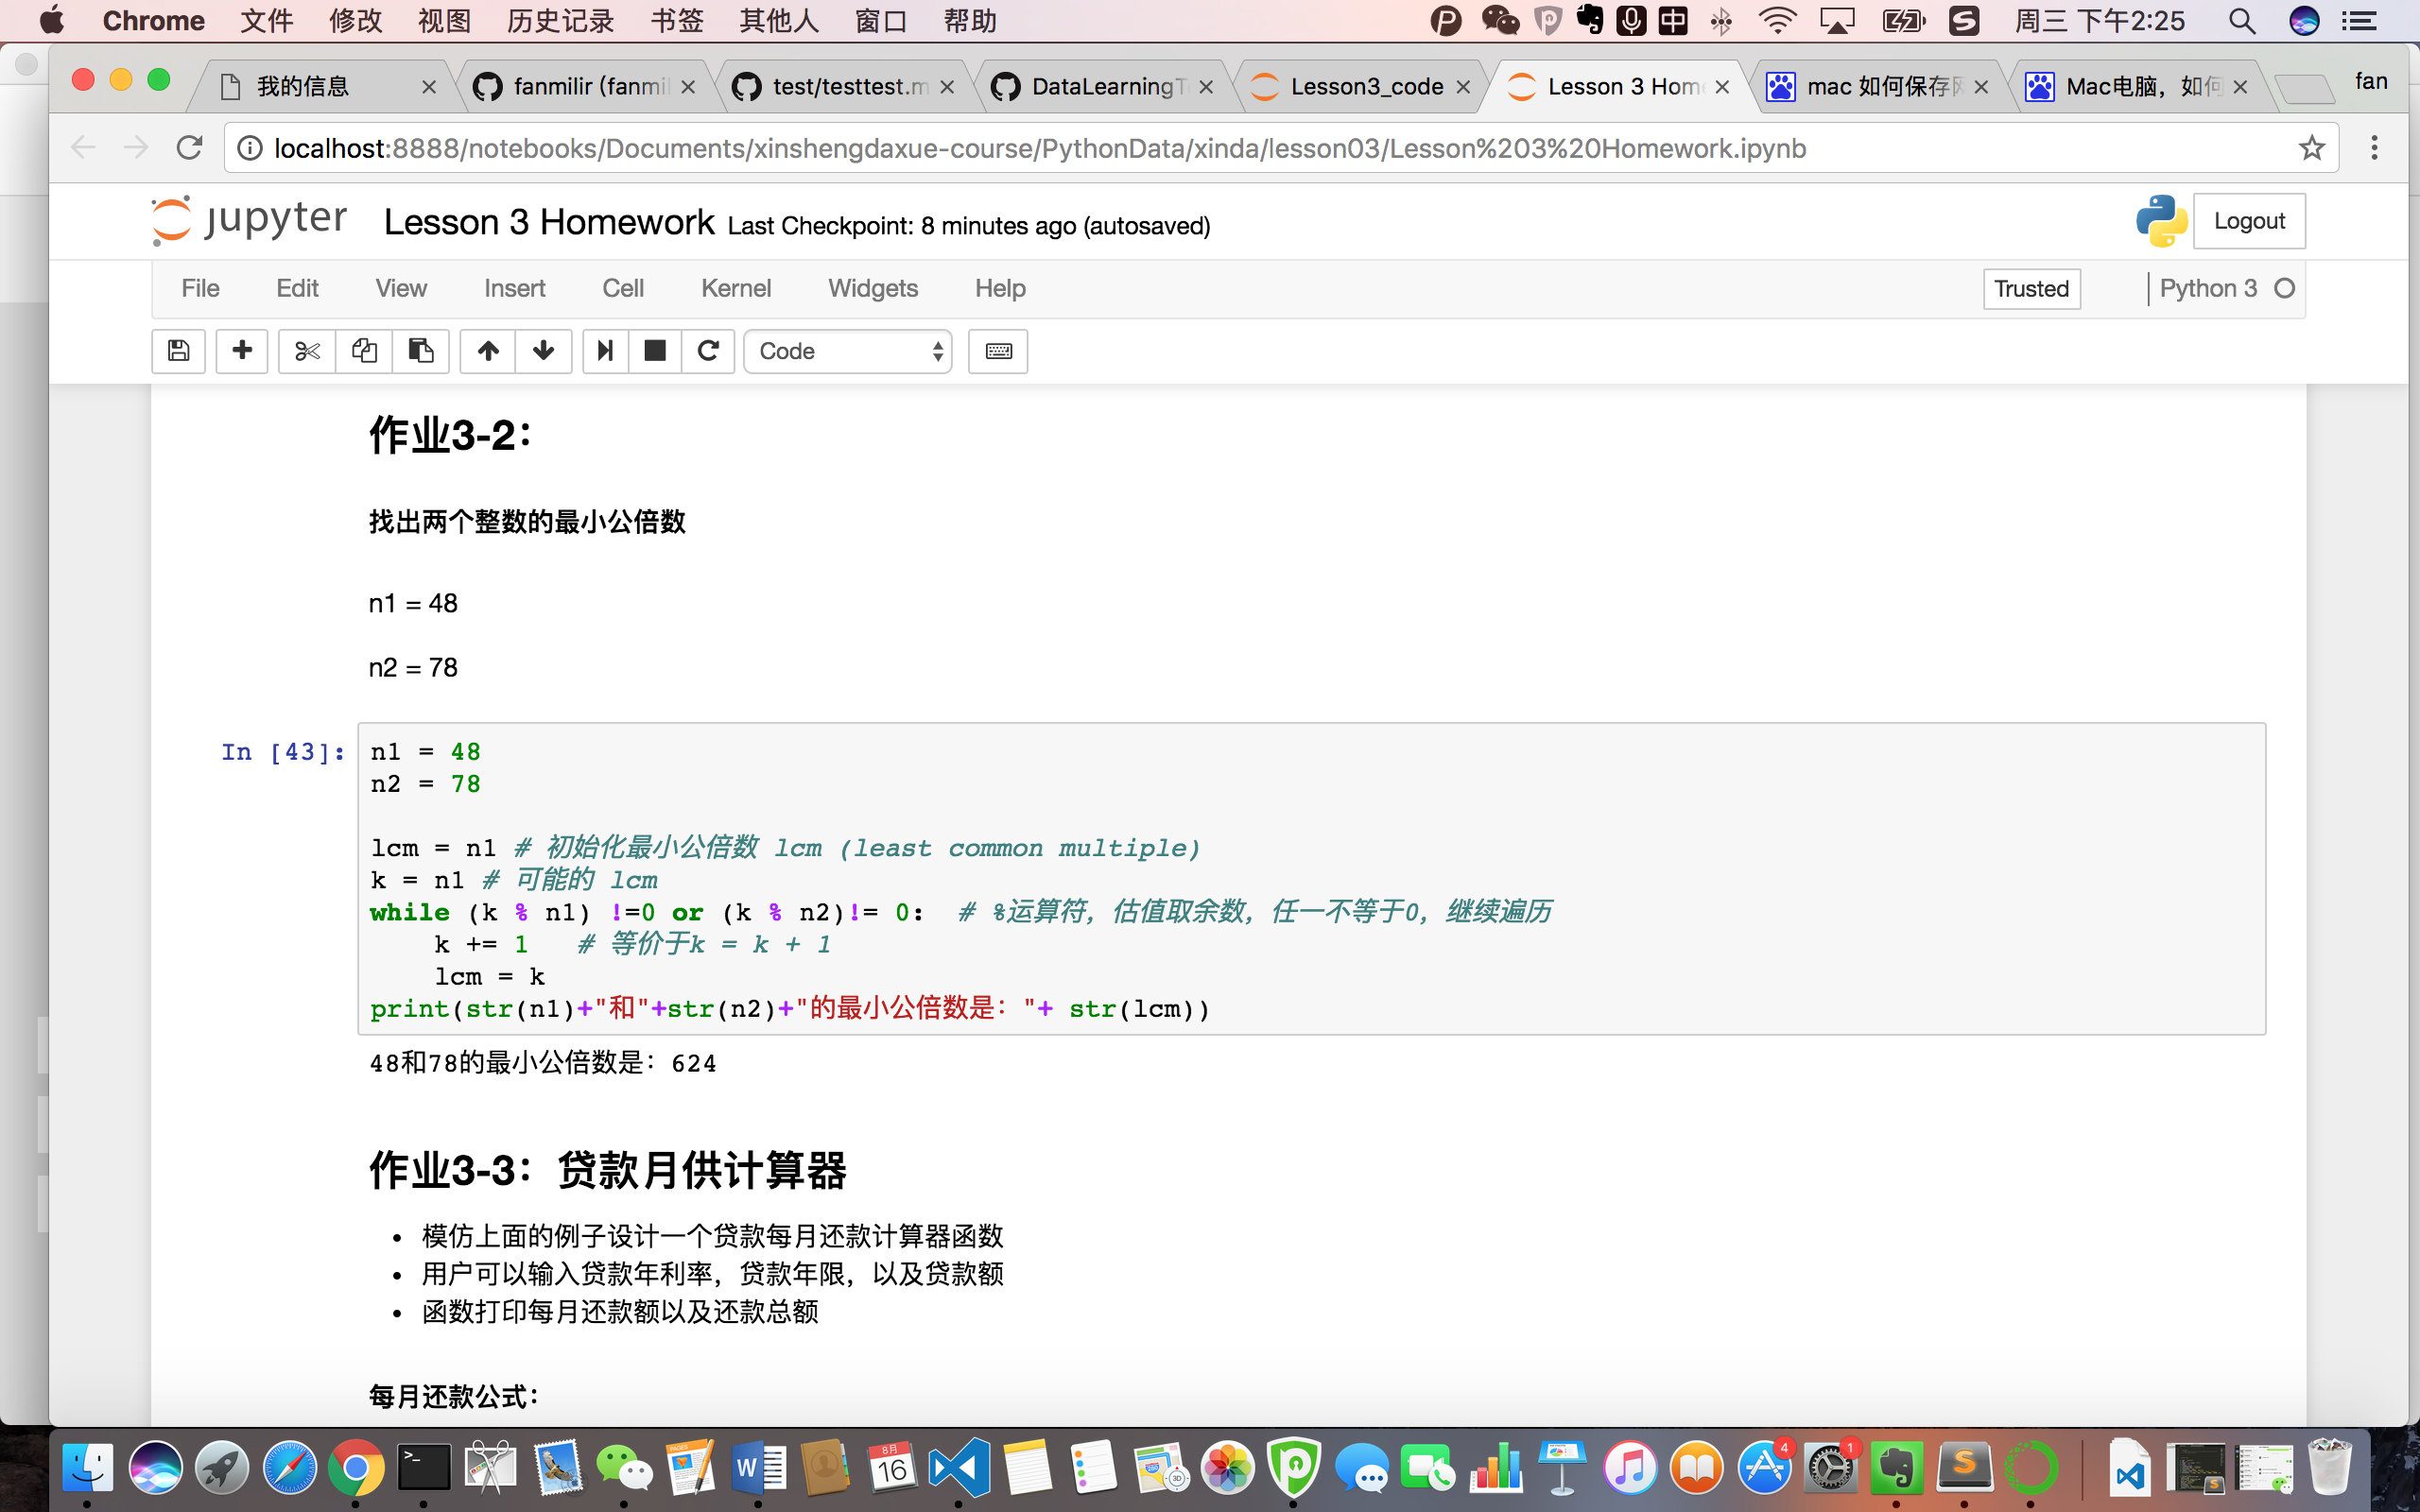 Chrome 文件 修改 视图 历史记录 书签 其他人 窗口 帮助 周三 下午2:25
我的信息 fanmilir (fanmil test/testtest.m DataLearningT Lesson3_code Lesson 3 Home mac 如何保存网 Mac电脑，如何 fan
localhost:8888/notebooks/Documents/xinshengdaxue-course/PythonData/xinda/lesson03/Lesson%203%20Homework.ipynb
jupyter Lesson 3 Homework Last Checkpoint: 8 minutes ago (autosaved) Logout
File Edit View Insert Cell Kernel Widgets Help Trusted Python 3
Code
作业3-2：
找出两个整数的最小公倍数
n1 = 48
n2 = 78
In [43]: n1 = 48
n2 = 78
lcm = n1 # 初始化最小公倍数 lcm (least common multiple)
k = n1 # 可能的 lcm
while (k % n1) !=0 or (k % n2)!= 0:  # %运算符，估值取余数，任一不等于0，继续遍历
    k += 1   # 等价于k = k + 1
    lcm = k
print(str(n1)+"和"+str(n2)+"的最小公倍数是："+ str(lcm))
48和78的最小公倍数是：624
作业3-3：贷款月供计算器
• 模仿上面的例子设计一个贷款每月还款计算器函数
• 用户可以输入贷款年利率，贷款年限，以及贷款额
• 函数打印每月还款额以及还款总额
每月还款公式：
8月
16
4
1